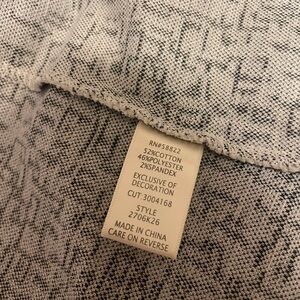 RN#58822
52%COTTON
46%POLYESTER
2%SPANDEX
EXCLUSIVE OF
DECORATION
CUT 3004168
STYLE
2706K26
MADE IN CHINA
CARE ON REVERSE